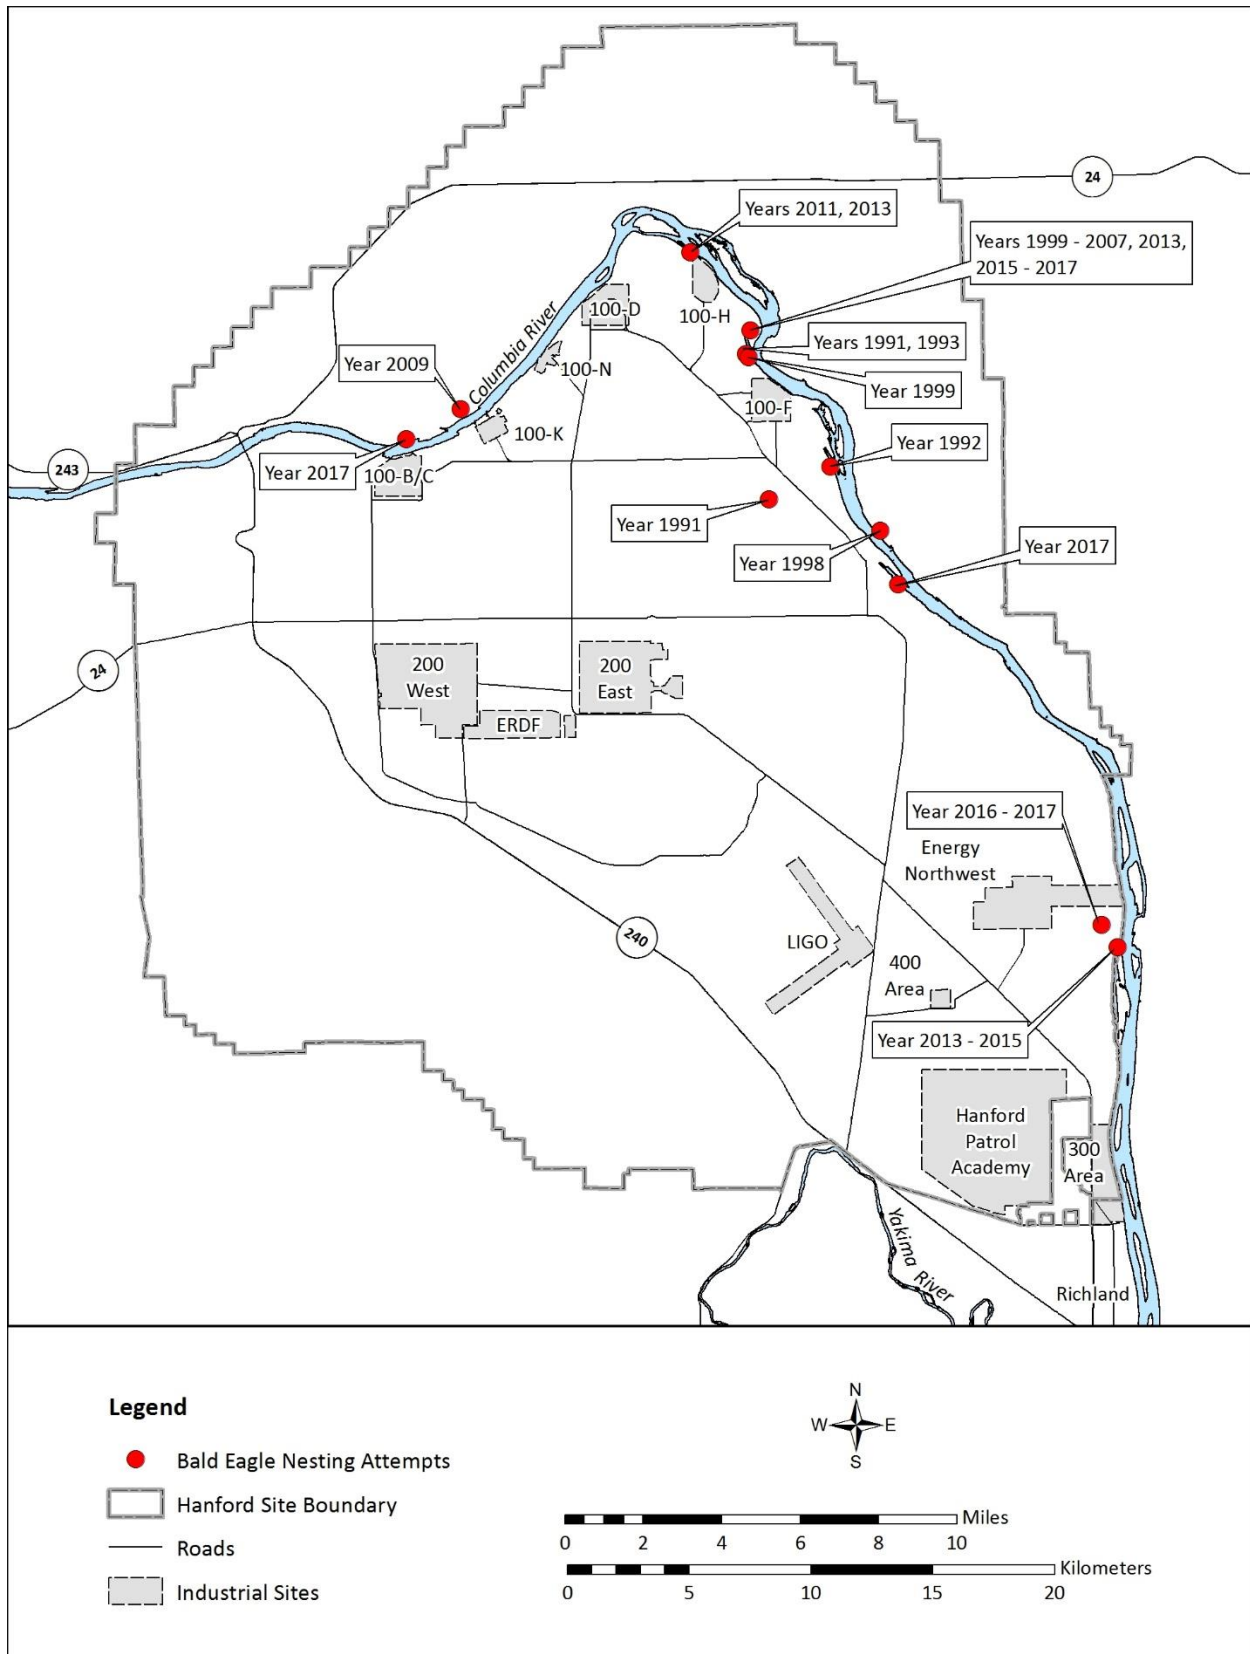 24
Years 2011, 2013
Years 1999 - 2007, 2013,
2015 - 2017
Columbia River
100-D
100-H
Years 1991, 1993
Year 2009
100-N
Year 1999
100-F
100-K
Year 1992
243
Year 2017
100-B/C
Year 1991
Year 1998
Year 2017
24
200
West
200
East
ERDF
Year 2016 - 2017
Energy
Northwest
240
LIGO
400
Area
Year 2013 - 2015
Hanford
Patrol
Academy
300
Area
Yakima River
Richland
Legend
Bald Eagle Nesting Attempts
Hanford Site Boundary
Roads
Industrial Sites
N
W E
S
Miles
0 2 4 6 8 10
Kilometers
0 5 10 15 20